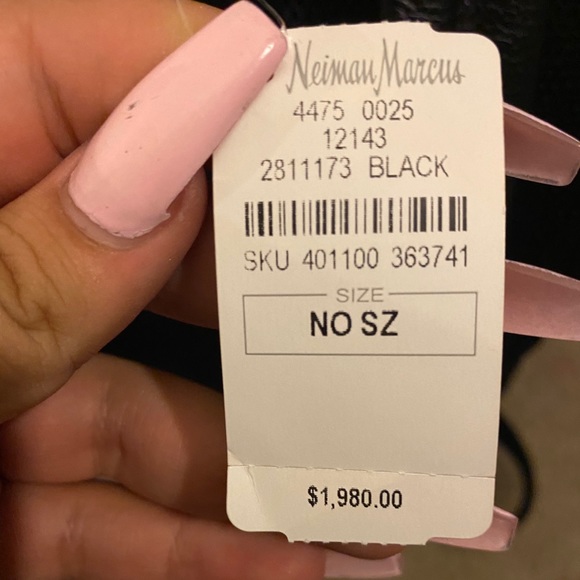 Neiman Marcus
4475 0025
12143
2811173 BLACK
SKU 401100 363741
SIZE
NO SZ
$1,980.00